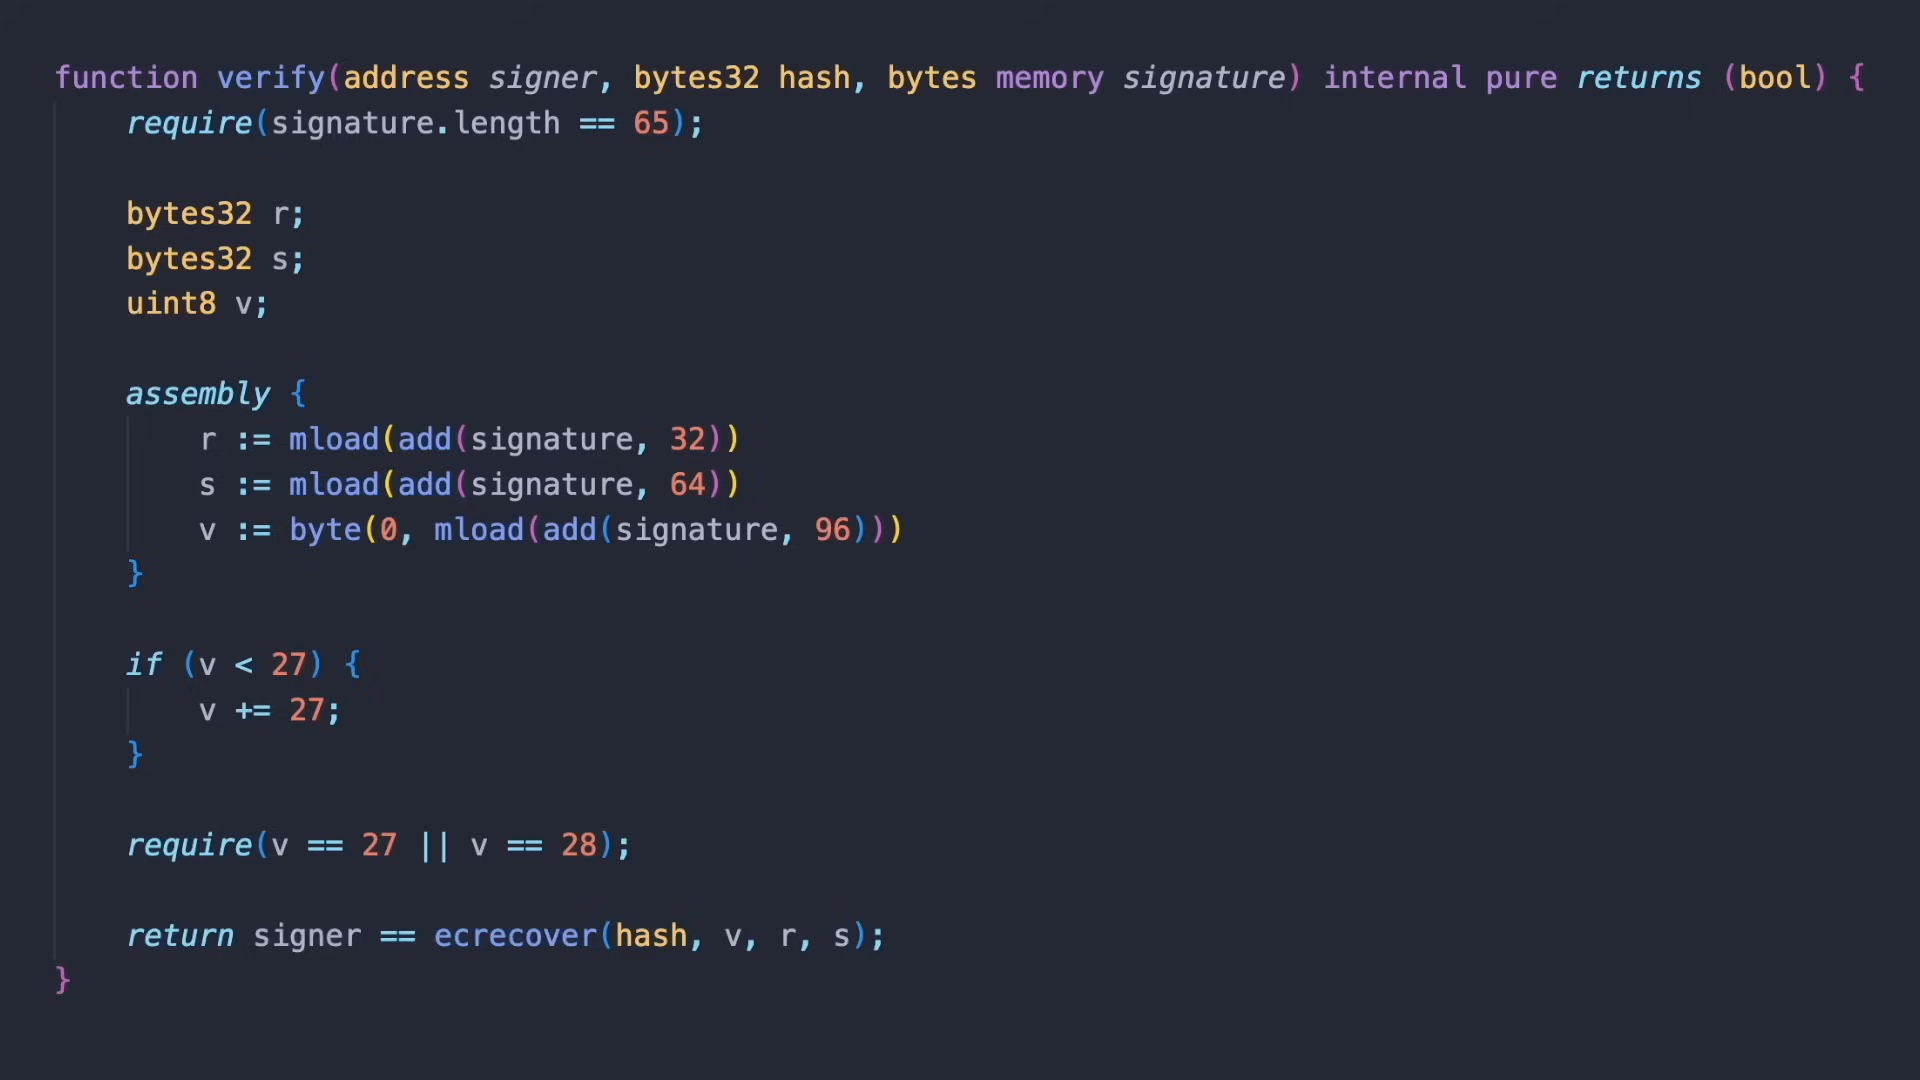 function verify(address signer, bytes32 hash, bytes memory signature) internal pure returns (bool) {
    require(signature.length == 65);

    bytes32 r;
    bytes32 s;
    uint8 v;

    assembly {
        r := mload(add(signature, 32))
        s := mload(add(signature, 64))
        v := byte(0, mload(add(signature, 96)))
    }

    if (v < 27) {
        v += 27;
    }

    require(v == 27 || v == 28);

    return signer == ecrecover(hash, v, r, s);
}